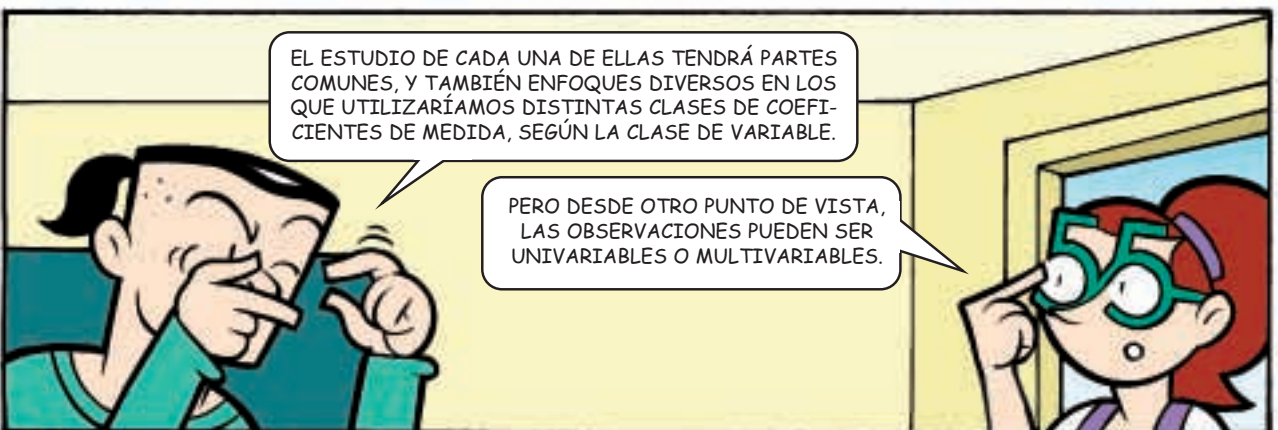 EL ESTUDIO DE CADA UNA DE ELLAS TENDRÁ PARTES
COMUNES, Y TAMBIÉN ENFOQUES DIVERSOS EN LOS
QUE UTILIZARÍAMOS DISTINTAS CLASES DE COEFI-
CIENTES DE MEDIDA, SEGÚN LA CLASE DE VARIABLE.
PERO DESDE OTRO PUNTO DE VISTA,
LAS OBSERVACIONES PUEDEN SER
UNIVARIABLES O MULTIVARIABLES.
55